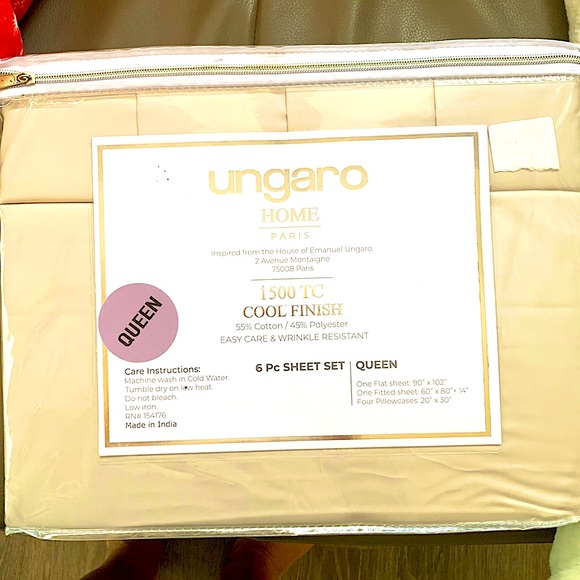 ungaro
HOME
PARIS
Inspired from the House of Emanuel Ungaro.
2 Avenue Montaigne
75008 Paris
1500 TC
COOL FINISH
55% Cotton / 45% Polyester
EASY CARE & WRINKLE RESISTANT
QUEEN
6 Pc SHEET SET
QUEEN
One Flat sheet: 90" x 102"
One Fitted sheet: 60" x 80"+ 14"
Four Pillowcases: 20" x 30"
Care Instructions:
Machine wash in Cold Water.
Tumble dry on low heat.
Do not bleach.
Low iron.
RN# 154176
Made in India